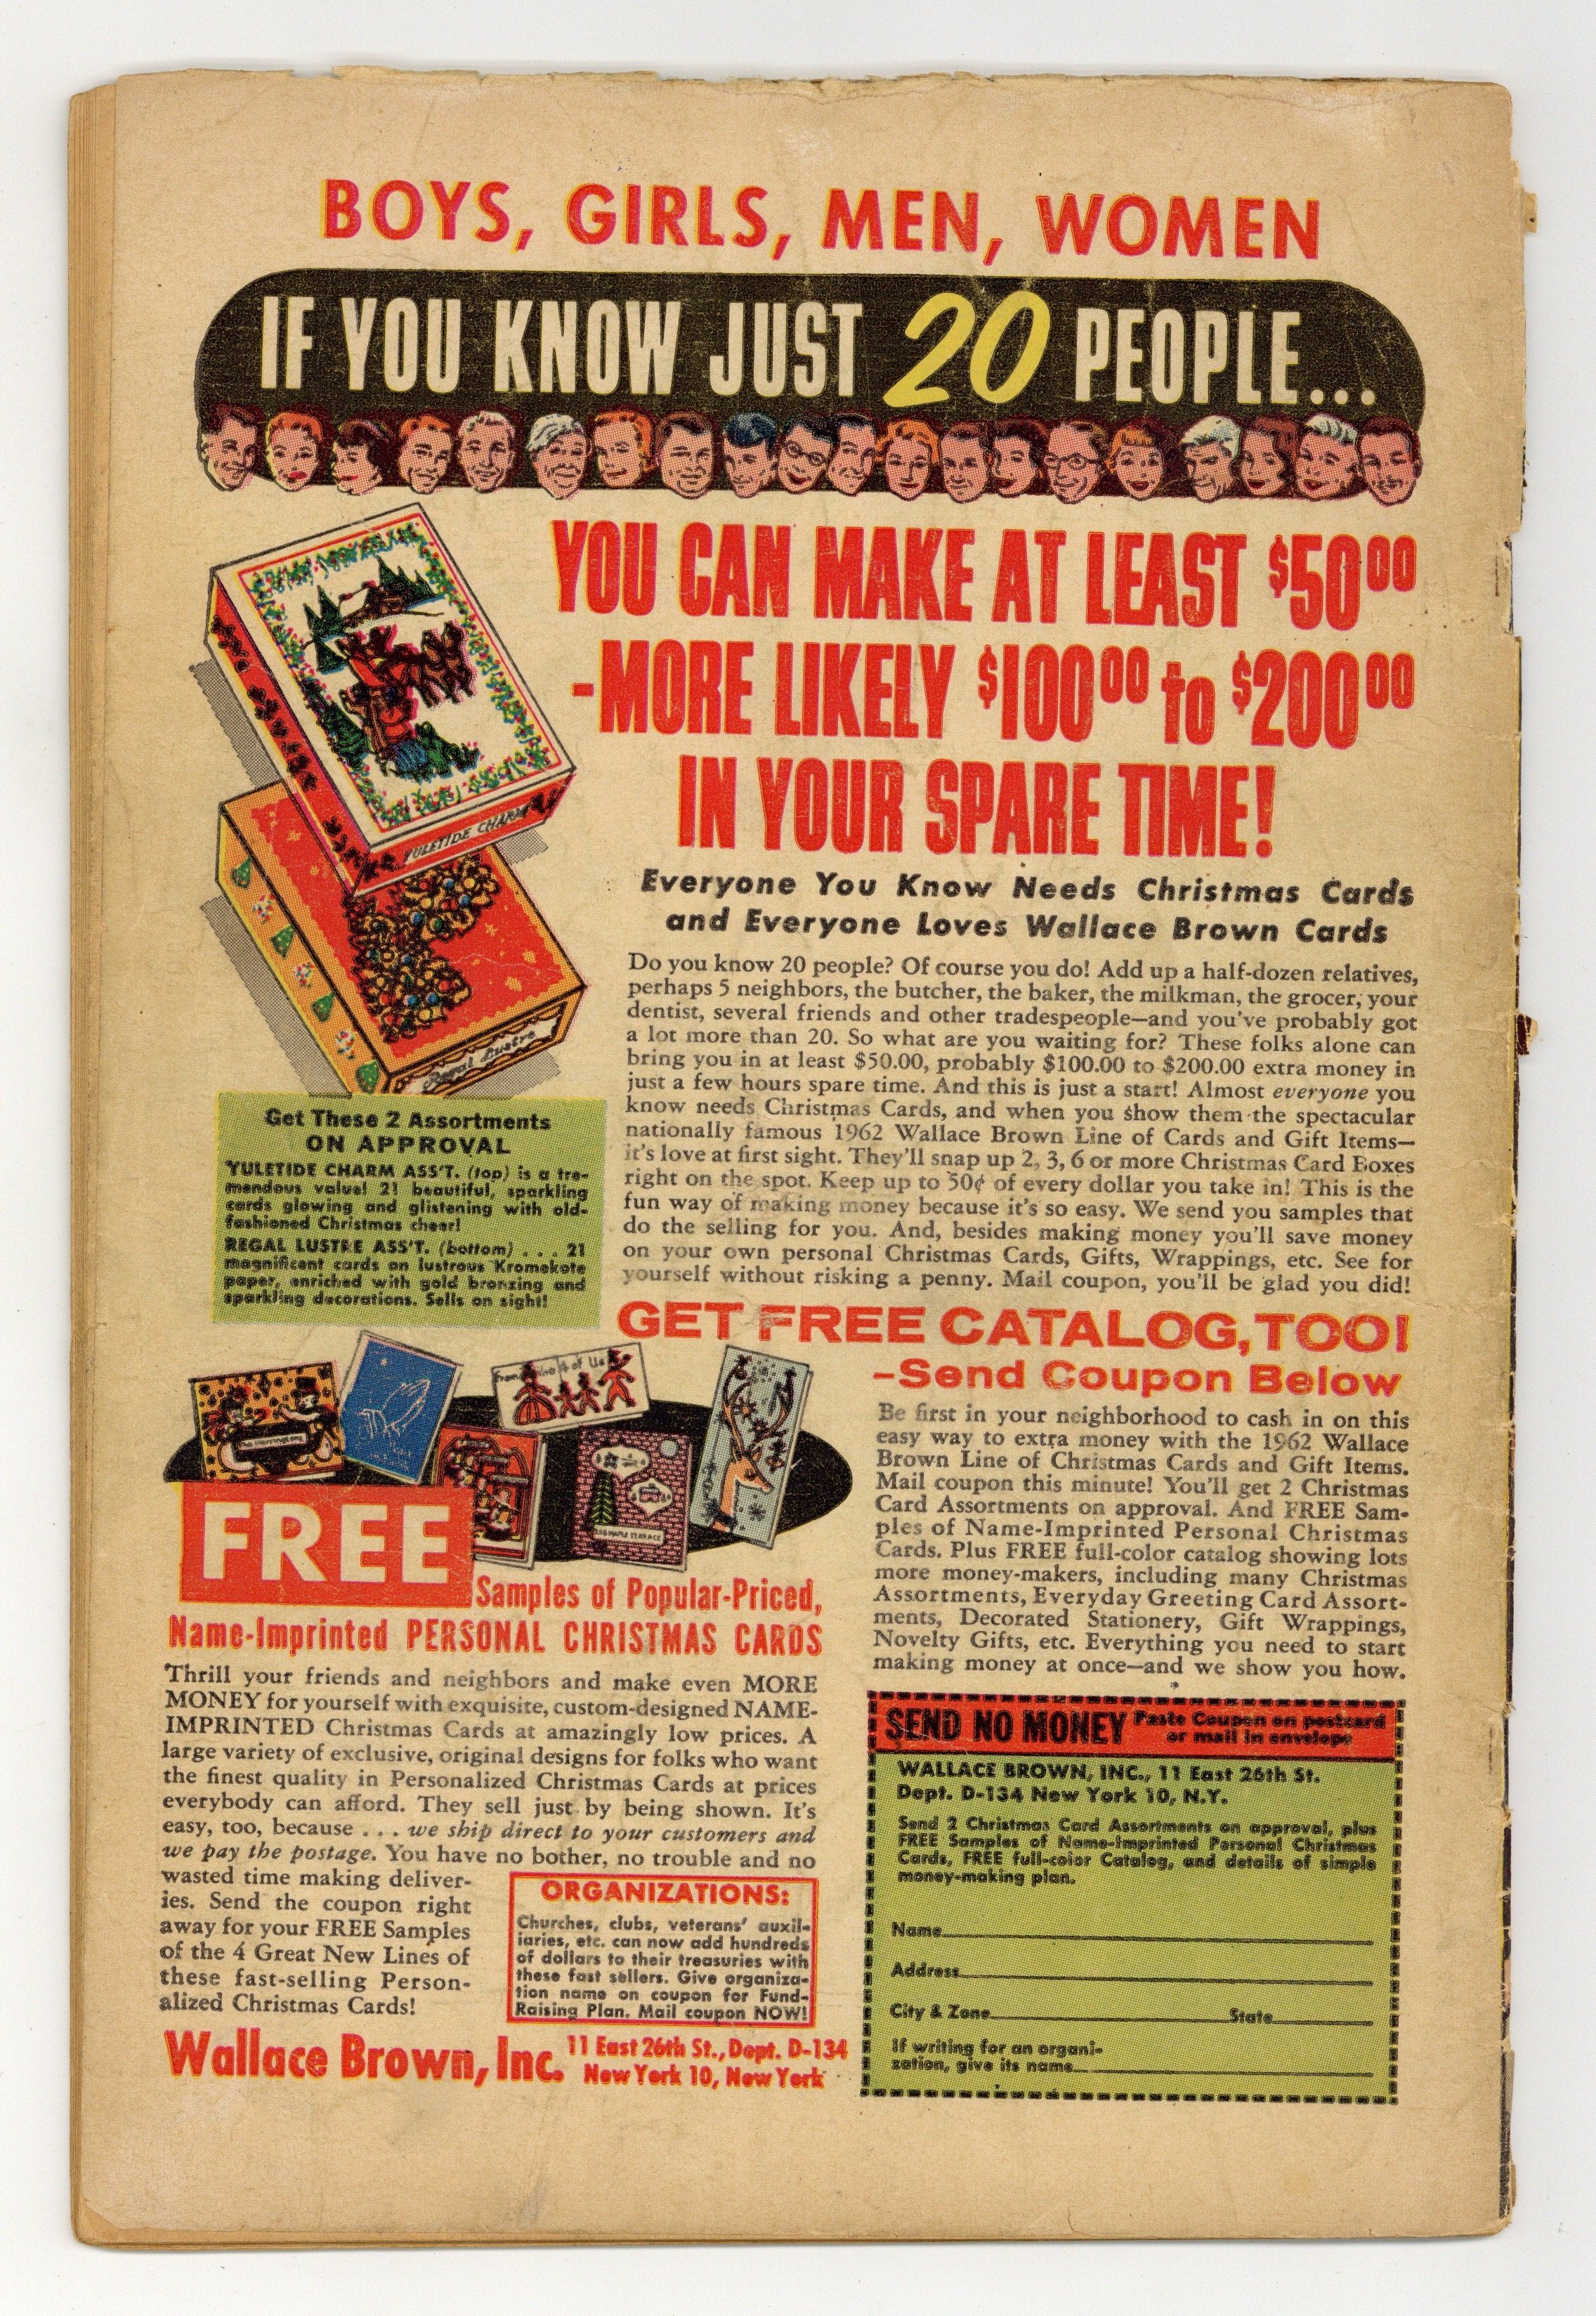 BOYS, GIRLS, MEN, WOMEN
IF YOU KNOW JUST 20 PEOPLE...
YOU CAN MAKE AT LEAST $50⁰⁰
-MORE LIKELY $100⁰⁰ to $200⁰⁰
IN YOUR SPARE TIME!
YULETIDE CHARM
Regal Lustre
Everyone You Know Needs Christmas Cards
and Everyone Loves Wallace Brown Cards
Do you know 20 people? Of course you do! Add up a half-dozen relatives,
perhaps 5 neighbors, the butcher, the baker, the milkman, the grocer, your
dentist, several friends and other tradespeople—and you've probably got
a lot more than 20. So what are you waiting for? These folks alone can
bring you in at least $50.00, probably $100.00 to $200.00 extra money in
just a few hours spare time. And this is just a start! Almost everyone you
know needs Christmas Cards, and when you show them the spectacular
nationally famous 1962 Wallace Brown Line of Cards and Gift Items—
it's love at first sight. They'll snap up 2, 3, 6 or more Christmas Card Boxes
right on the spot. Keep up to 50¢ of every dollar you take in! This is the
fun way of making money because it's so easy. We send you samples that
do the selling for you. And, besides making money you'll save money
on your own personal Christmas Cards, Gifts, Wrappings, etc. See for
yourself without risking a penny. Mail coupon, you'll be glad you did!
Get These 2 Assortments
ON APPROVAL
YULETIDE CHARM ASS'T. (top) is a tre-
mendous value! 21 beautiful, sparkling
cards glowing and glistening with old-
fashioned Christmas cheer!
REGAL LUSTRE ASS'T. (bottom) . . . 21
magnificent cards on lustrous Kromekote
paper, enriched with gold bronzing and
sparkling decorations. Sells on sight!
GET FREE CATALOG, TOO!
—Send Coupon Below
Be first in your neighborhood to cash in on this
easy way to extra money with the 1962 Wallace
Brown Line of Christmas Cards and Gift Items.
Mail coupon this minute! You'll get 2 Christmas
Card Assortments on approval. And FREE Sam-
ples of Name-Imprinted Personal Christmas
Cards. Plus FREE full-color catalog showing lots
more money-makers, including many Christmas
Assortments, Everyday Greeting Card Assort-
ments, Decorated Stationery, Gift Wrappings,
Novelty Gifts, etc. Everything you need to start
making money at once—and we show you how.
of Us
MAPLE TERRACE
FREE
Samples of Popular-Priced,
Name-Imprinted PERSONAL CHRISTMAS CARDS
Thrill your friends and neighbors and make even MORE
MONEY for yourself with exquisite, custom-designed NAME-
IMPRINTED Christmas Cards at amazingly low prices. A
large variety of exclusive, original designs for folks who want
the finest quality in Personalized Christmas Cards at prices
everybody can afford. They sell just by being shown. It's
easy, too, because . . . we ship direct to your customers and
we pay the postage. You have no bother, no trouble and no
wasted time making deliver-
ies. Send the coupon right
away for your FREE Samples
of the 4 Great New Lines of
these fast-selling Person-
alized Christmas Cards!
ORGANIZATIONS:
Churches, clubs, veterans' auxil-
iaries, etc. can now add hundreds
of dollars to their treasuries with
these fast sellers. Give organiza-
tion name on coupon for Fund-
Raising Plan. Mail coupon NOW!
Wallace Brown, Inc. 11 East 26th St., Dept. D-134
New York 10, New York
SEND NO MONEY Paste Coupon on postcard
or mail in envelope
WALLACE BROWN, INC., 11 East 26th St.
Dept. D-134 New York 10, N.Y.
Send 2 Christmas Card Assortments on approval, plus
FREE Samples of Name-Imprinted Personal Christmas
Cards, FREE full-color Catalog, and details of simple
money-making plan.
Name
Address
City & Zone State
If writing for an organi-
zation, give its name